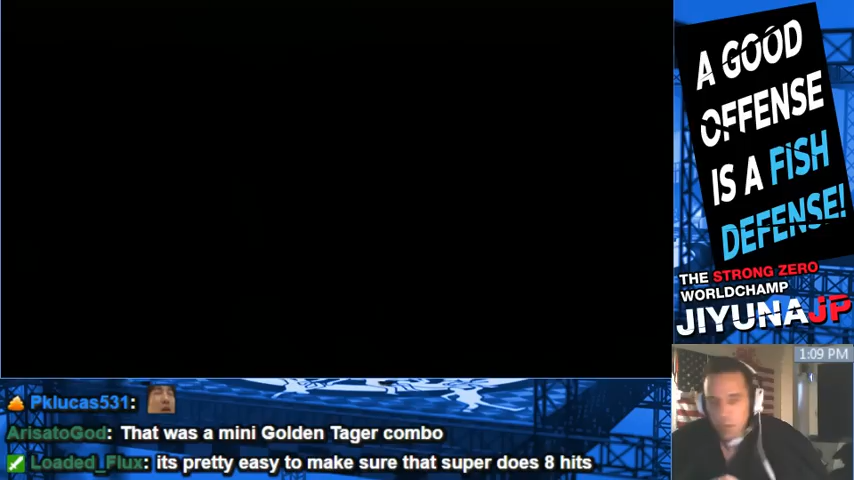 A GOOD
OFFENSE
IS A FISH
DEFENSE!
THE STRONG ZERO
WORLDCHAMP
JIYUNAJP
1:09 PM
Pklucas531:
ArisatoGod: That was a mini Golden Tager combo
Loaded_Flux: its pretty easy to make sure that super does 8 hits